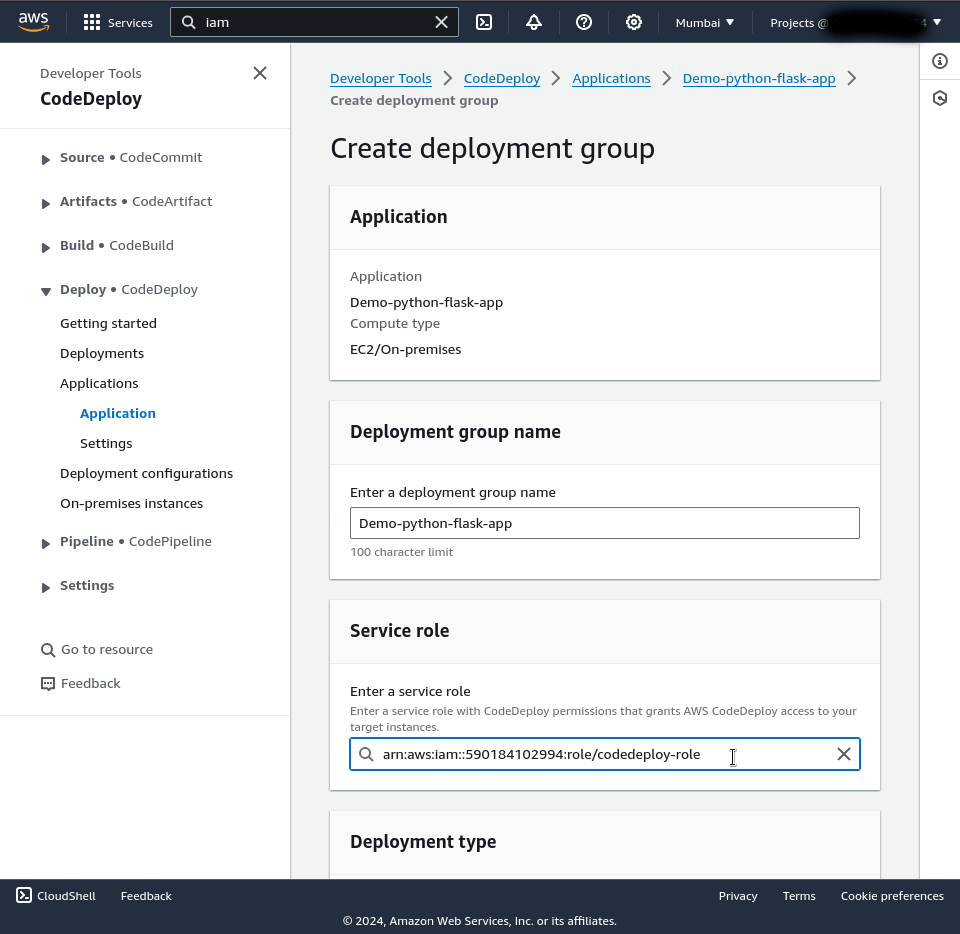 aws
Services
iam
Mumbai
Projects @
4
Developer Tools
CodeDeploy
Source • CodeCommit
Artifacts • CodeArtifact
Build • CodeBuild
Deploy • CodeDeploy
Getting started
Deployments
Applications
Application
Settings
Deployment configurations
On-premises instances
Pipeline • CodePipeline
Settings
Go to resource
Feedback
Developer Tools > CodeDeploy > Applications > Demo-python-flask-app >
Create deployment group
Create deployment group
Application
Application
Demo-python-flask-app
Compute type
EC2/On-premises
Deployment group name
Enter a deployment group name
Demo-python-flask-app
100 character limit
Service role
Enter a service role
Enter a service role with CodeDeploy permissions that grants AWS CodeDeploy access to your
target instances.
arn:aws:iam::590184102994:role/codedeploy-role
Deployment type
CloudShell Feedback Privacy Terms Cookie preferences
© 2024, Amazon Web Services, Inc. or its affiliates.